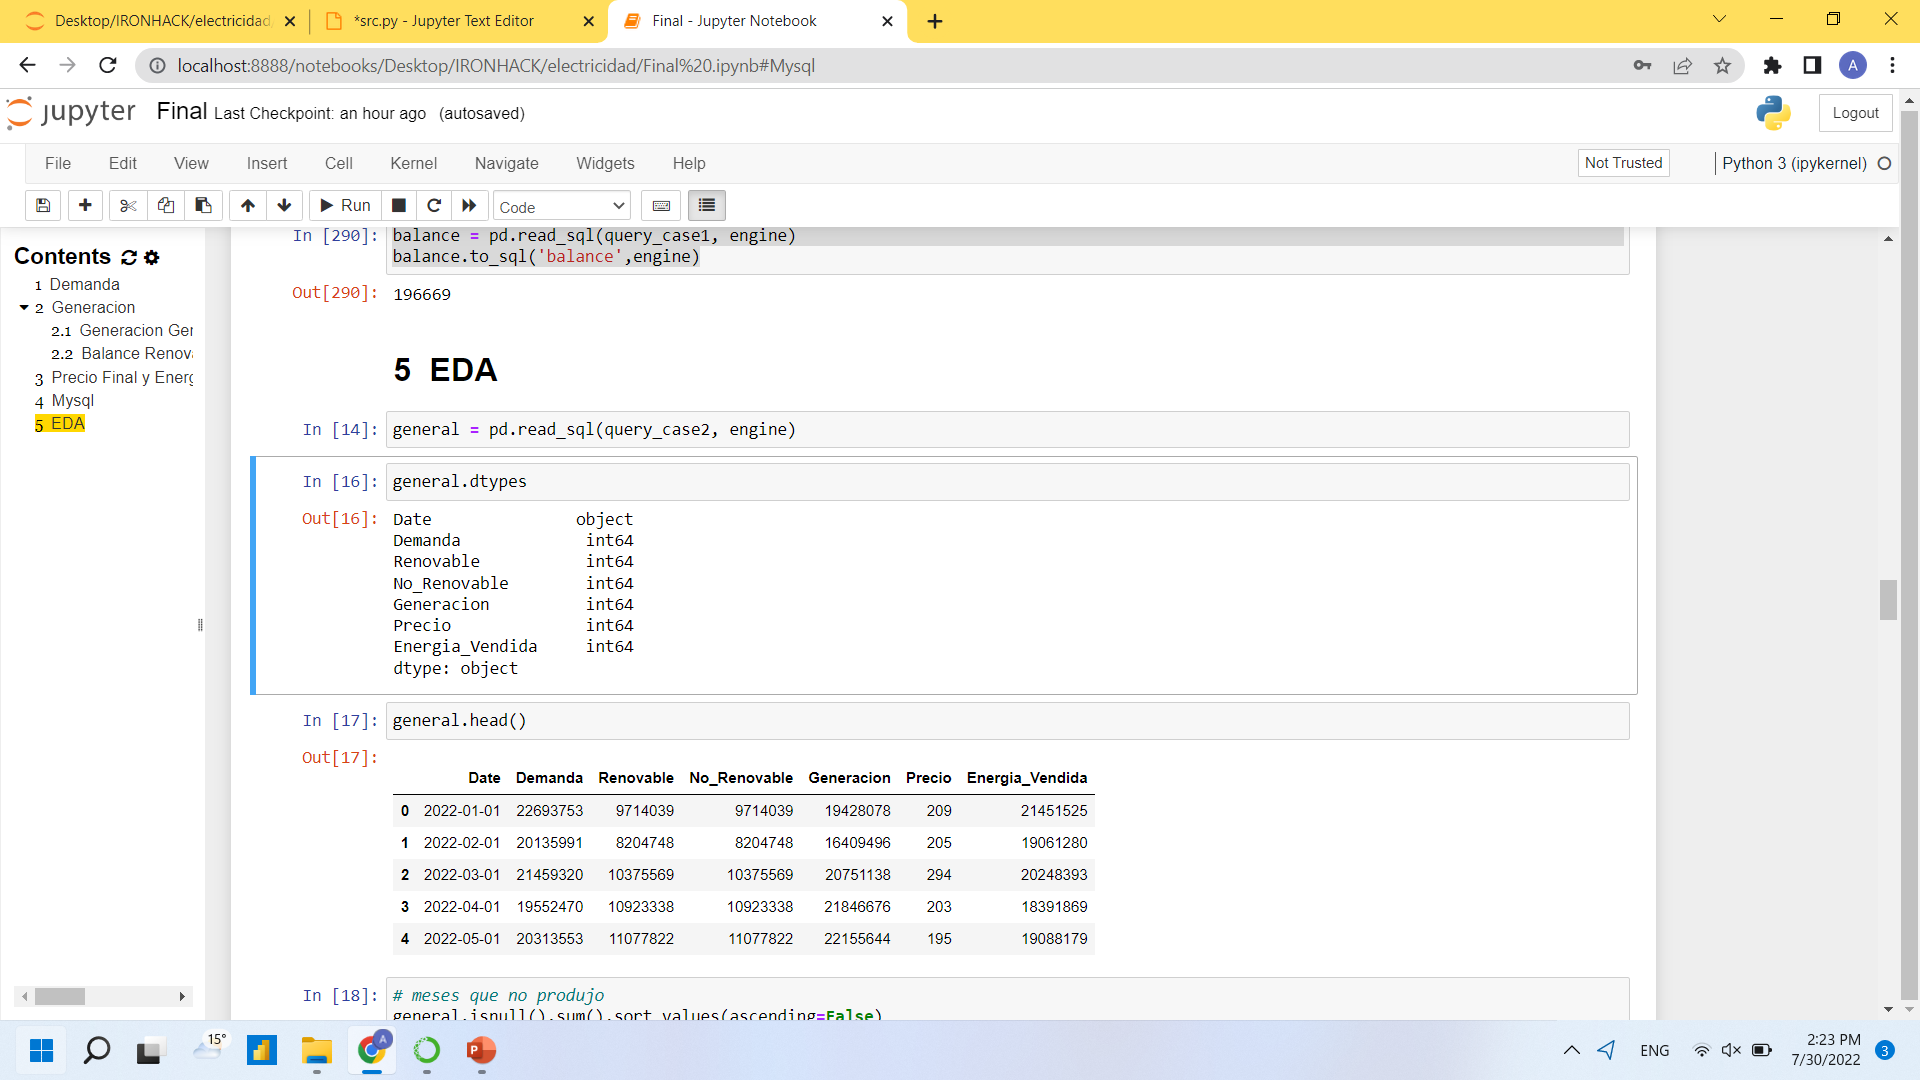 Desktop/IRONHACK/electricidad
*src.py - Jupyter Text Editor
Final - Jupyter Notebook
localhost:8888/notebooks/Desktop/IRONHACK/electricidad/Final%20.ipynb#Mysql
A
jupyter Final Last Checkpoint: an hour ago (autosaved)
Logout
File Edit View Insert Cell Kernel Navigate Widgets Help
Not Trusted
Python 3 (ipykernel)
Run
Code
Contents
1 Demanda
2 Generacion
2.1 Generacion Ger
2.2 Balance Renova
3 Precio Final y Energ
4 Mysql
5 EDA
In [290]: balance = pd.read_sql(query_case1, engine)
balance.to_sql('balance',engine)
Out[290]: 196669
5 EDA
In [14]: general = pd.read_sql(query_case2, engine)
In [16]: general.dtypes
Out[16]: Date object
Demanda int64
Renovable int64
No_Renovable int64
Generacion int64
Precio int64
Energia_Vendida int64
dtype: object
In [17]: general.head()
Out[17]:
Date Demanda Renovable No_Renovable Generacion Precio Energia_Vendida
0 2022-01-01 22693753 9714039 9714039 19428078 209 21451525
1 2022-02-01 20135991 8204748 8204748 16409496 205 19061280
2 2022-03-01 21459320 10375569 10375569 20751138 294 20248393
3 2022-04-01 19552470 10923338 10923338 21846676 203 18391869
4 2022-05-01 20313553 11077822 11077822 22155644 195 19088179
In [18]: # meses que no produjo
general.isnull().sum().sort_values(ascending=False)
15°
A
ENG
2:23 PM
7/30/2022
3